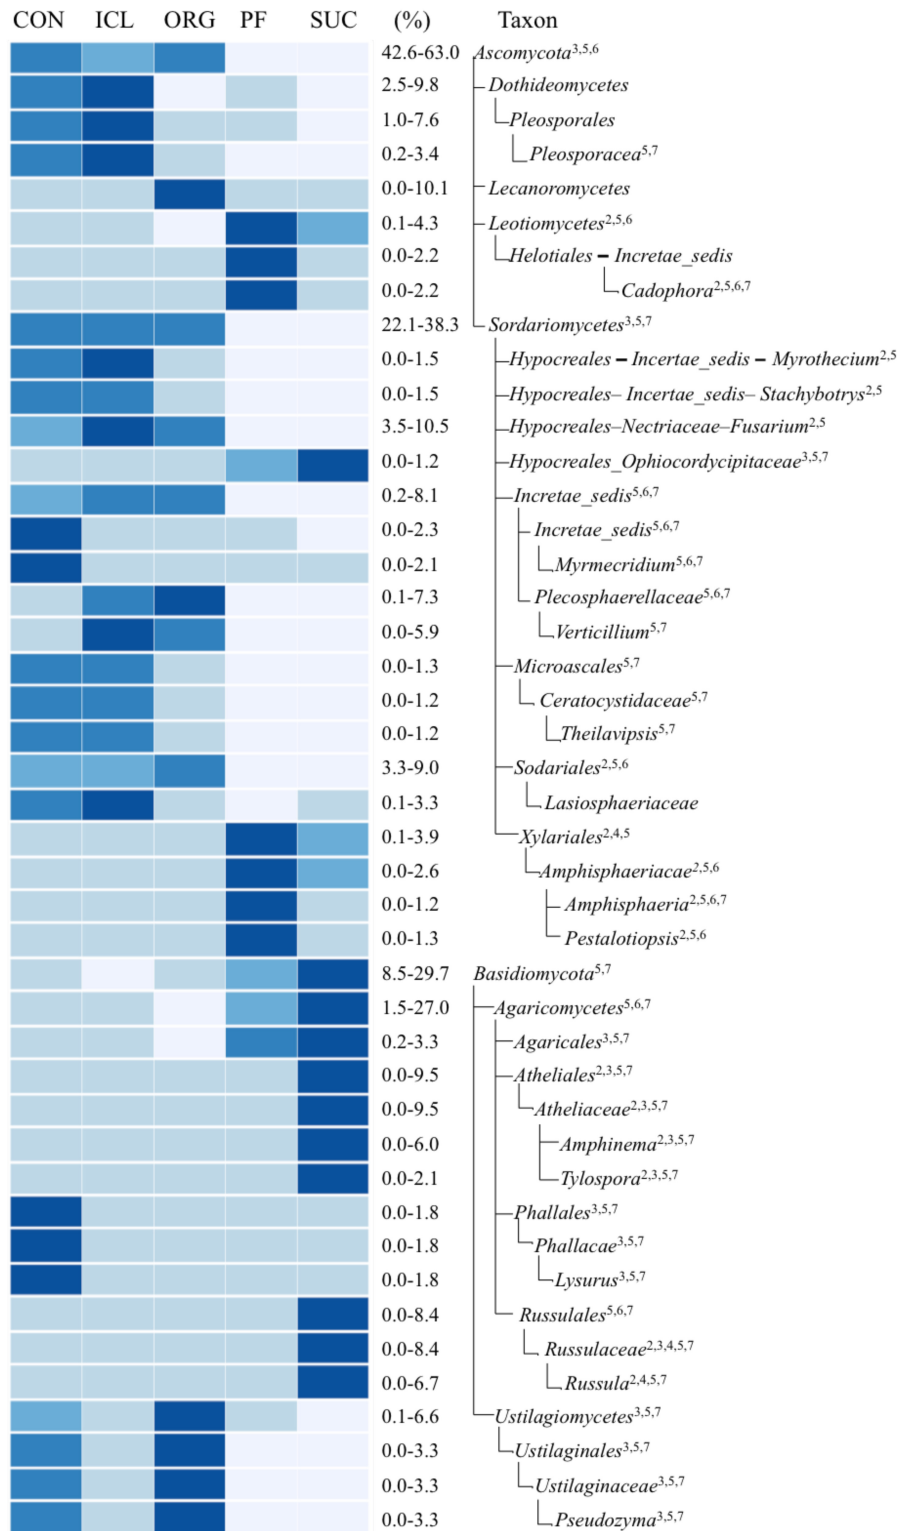 CON ICL ORG PF SUC (%) Taxon
42.6-63.0 Ascomycota3,5,6
2.5-9.8 Dothideomycetes
1.0-7.6 Pleosporales
0.2-3.4 Pleosporacea5,7
0.0-10.1 Lecanoromycetes
0.1-4.3 Leotiomycetes2,5,6
0.0-2.2 Helotiales – Incretae_sedis
0.0-2.2 Cadophora2,5,6,7
22.1-38.3 Sordariomycetes3,5,7
0.0-1.5 Hypocreales – Incertae_sedis – Myrothecium2,5
0.0-1.5 Hypocreales– Incertae_sedis– Stachybotrys2,5
3.5-10.5 Hypocreales–Nectriaceae–Fusarium2,5
0.0-1.2 Hypocreales_Ophiocordycipitaceae3,5,7
0.2-8.1 Incretae_sedis5,6,7
0.0-2.3 Incretae_sedis5,6,7
0.0-2.1 Myrmecridium5,6,7
0.1-7.3 Plecosphaerellaceae5,6,7
0.0-5.9 Verticillium5,7
0.0-1.3 Microascales5,7
0.0-1.2 Ceratocystidaceae5,7
0.0-1.2 Theilavipsis5,7
3.3-9.0 Sodariales2,5,6
0.1-3.3 Lasiosphaeriaceae
0.1-3.9 Xylariales2,4,5
0.0-2.6 Amphisphaeriacae2,5,6
0.0-1.2 Amphisphaeria2,5,6,7
0.0-1.3 Pestalotiopsis2,5,6
8.5-29.7 Basidiomycota5,7
1.5-27.0 Agaricomycetes5,6,7
0.2-3.3 Agaricales3,5,7
0.0-9.5 Atheliales2,3,5,7
0.0-9.5 Atheliaceae2,3,5,7
0.0-6.0 Amphinema2,3,5,7
0.0-2.1 Tylospora2,3,5,7
0.0-1.8 Phallales3,5,7
0.0-1.8 Phallacae3,5,7
0.0-1.8 Lysurus3,5,7
0.0-8.4 Russulales5,6,7
0.0-8.4 Russulaceae2,3,4,5,7
0.0-6.7 Russula2,4,5,7
0.1-6.6 Ustilagiomycetes3,5,7
0.0-3.3 Ustilaginales3,5,7
0.0-3.3 Ustilaginaceae3,5,7
0.0-3.3 Pseudozyma3,5,7